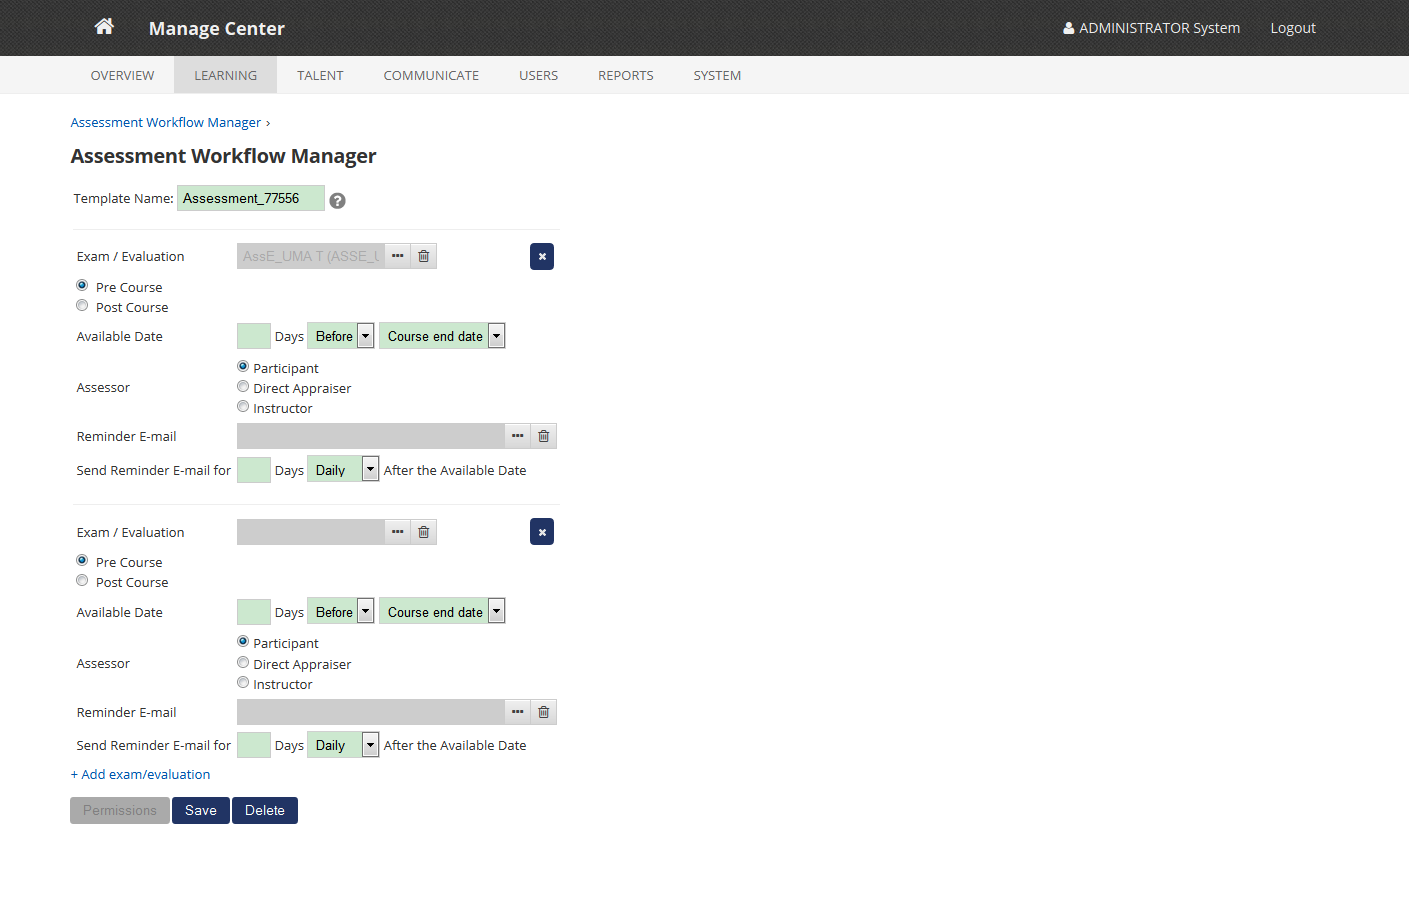 Manage Center
ADMINISTRATOR System Logout
OVERVIEW LEARNING TALENT COMMUNICATE USERS REPORTS SYSTEM
Assessment Workflow Manager ›
Assessment Workflow Manager
Template Name: Assessment_77556 ?
Exam / Evaluation AssE_UMA T (ASSE_U
Pre Course
Post Course
Available Date Days Before Course end date
Participant
Assessor Direct Appraiser
Instructor
Reminder E-mail
Send Reminder E-mail for Days Daily After the Available Date
Exam / Evaluation
Pre Course
Post Course
Available Date Days Before Course end date
Participant
Assessor Direct Appraiser
Instructor
Reminder E-mail
Send Reminder E-mail for Days Daily After the Available Date
+ Add exam/evaluation
Permissions Save Delete